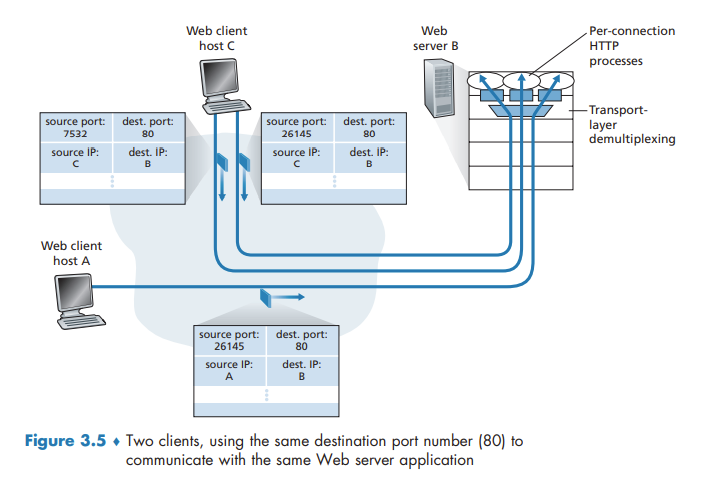 Web client
host C
Web
server B
Per-connection
HTTP
processes
Transport-
layer
demultiplexing
source port:
7532
dest. port:
80
source IP:
C
dest. IP:
B
source port:
26145
dest. port:
80
source IP:
C
dest. IP:
B
Web client
host A
source port:
26145
dest. port:
80
source IP:
A
dest. IP:
B
Figure 3.5 ♦ Two clients, using the same destination port number (80) to
communicate with the same Web server application